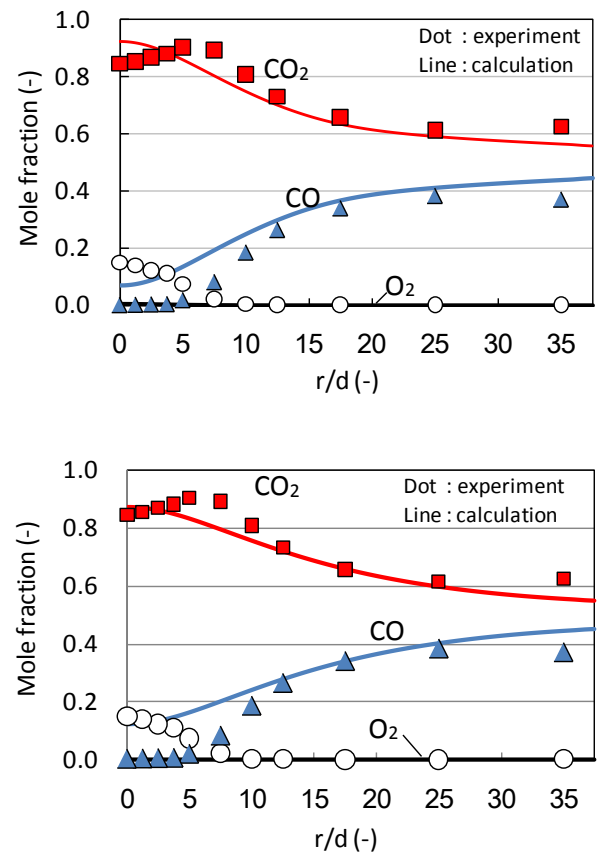 1.0
Dot : experiment
Line : calculation
CO2
0.8
0.6
Mole fraction (-)
0.4
CO
0.2
O2
0.0
0 5 10 15 20 25 30 35
r/d (-)
1.0
CO2
Dot : experiment
Line : calculation
0.8
0.6
Mole fraction (-)
0.4
CO
0.2
O2
0.0
0 5 10 15 20 25 30 35
r/d (-)